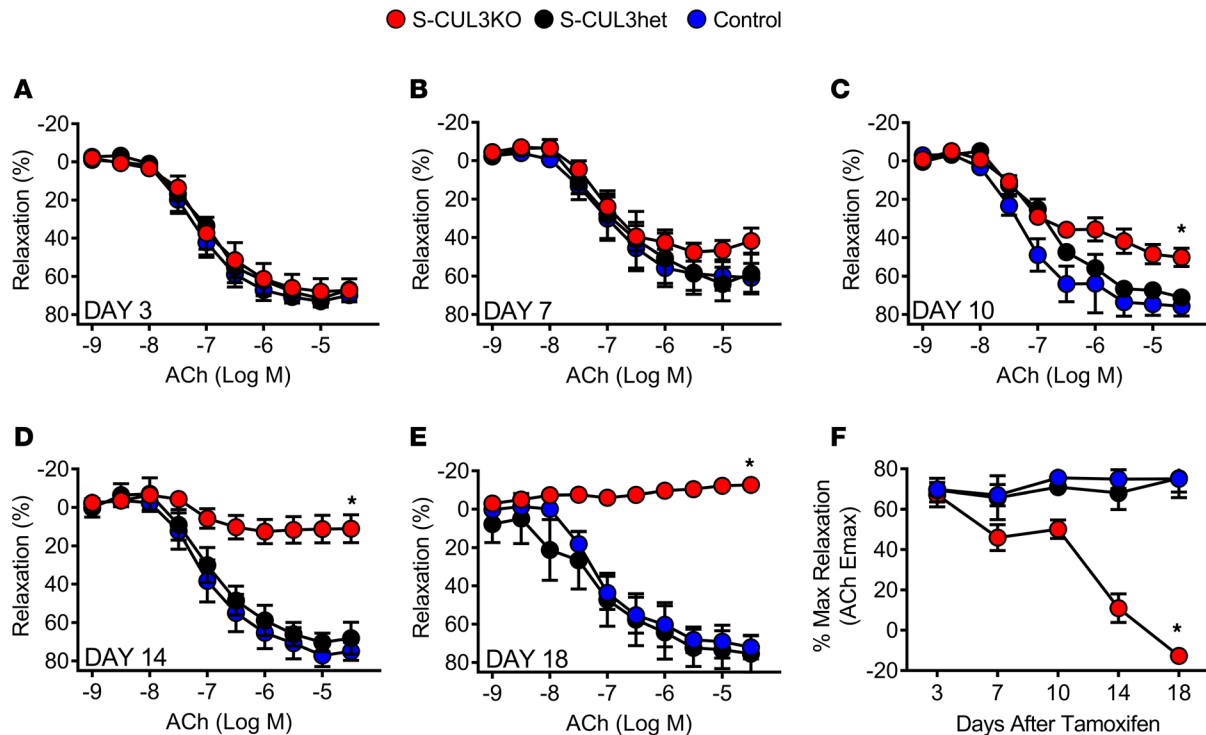 S-CUL3KO S-CUL3het Control
A
-20
0
20
40
60
80
Relaxation (%)
DAY 3
-9 -8 -7 -6 -5
ACh (Log M)
B
-20
0
20
40
60
80
Relaxation (%)
DAY 7
-9 -8 -7 -6 -5
ACh (Log M)
C
-20
0
20
40
60
80
Relaxation (%)
*
DAY 10
-9 -8 -7 -6 -5
ACh (Log M)
D
-20
0
20
40
60
80
Relaxation (%)
*
DAY 14
-9 -8 -7 -6 -5
ACh (Log M)
E
-20
0
20
40
60
80
Relaxation (%)
*
DAY 18
-9 -8 -7 -6 -5
ACh (Log M)
F
80
60
40
20
0
-20
% Max Relaxation
(ACh Emax)
*
3 7 10 14 18
Days After Tamoxifen